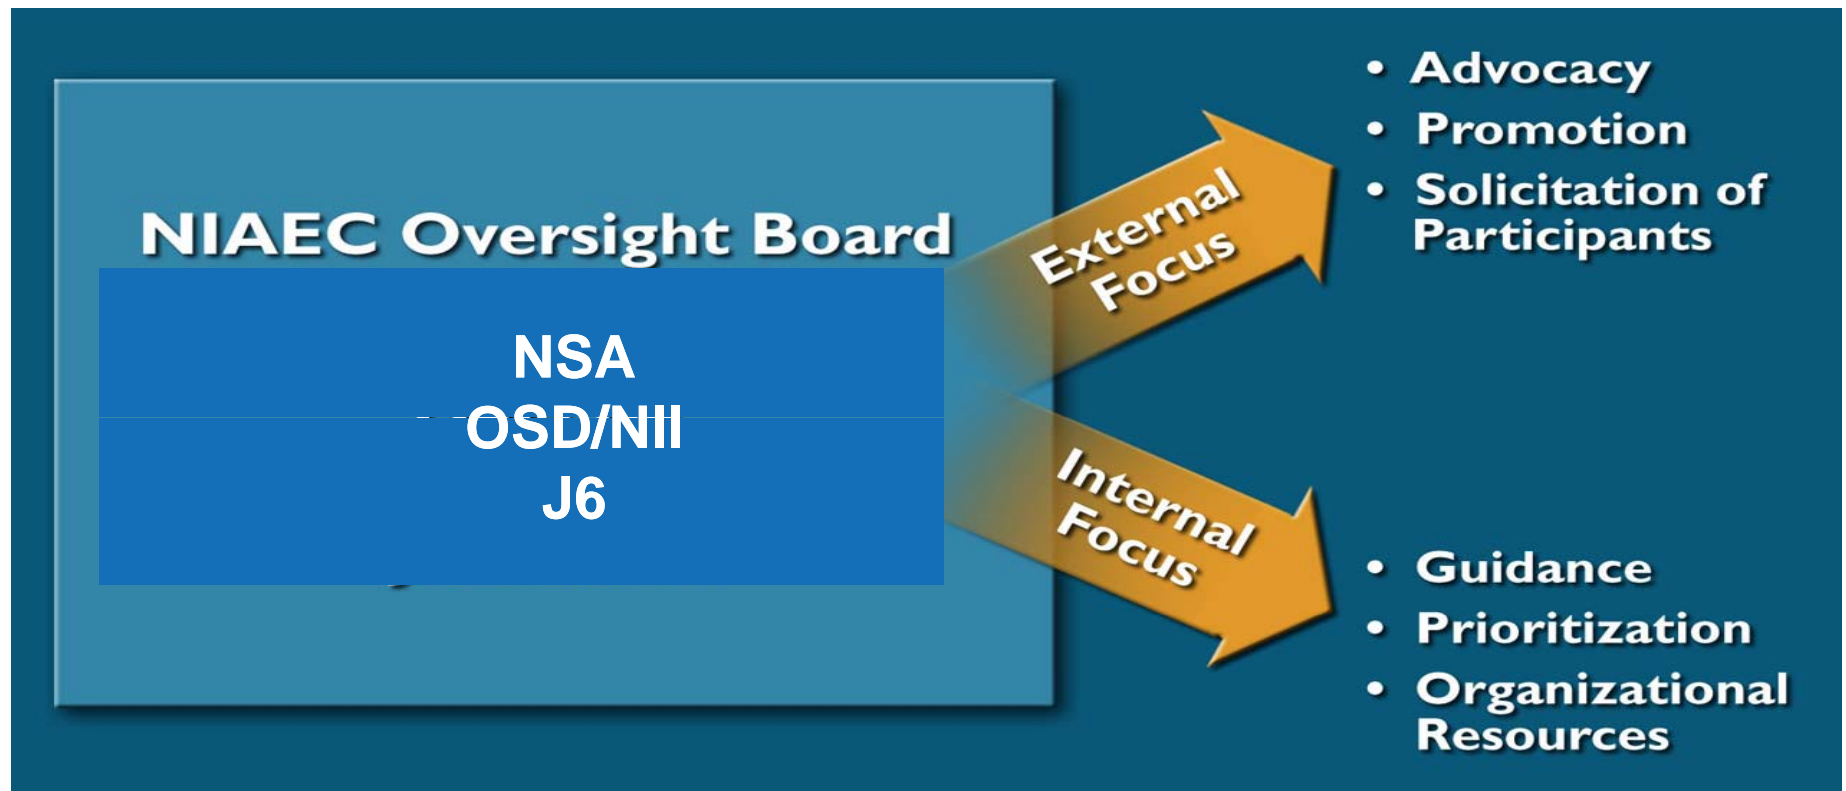 NIAEC Oversight Board
NSA
OSD/NII
J6
External
Focus
• Advocacy
• Promotion
• Solicitation of
Participants
Internal
Focus
• Guidance
• Prioritization
• Organizational
Resources